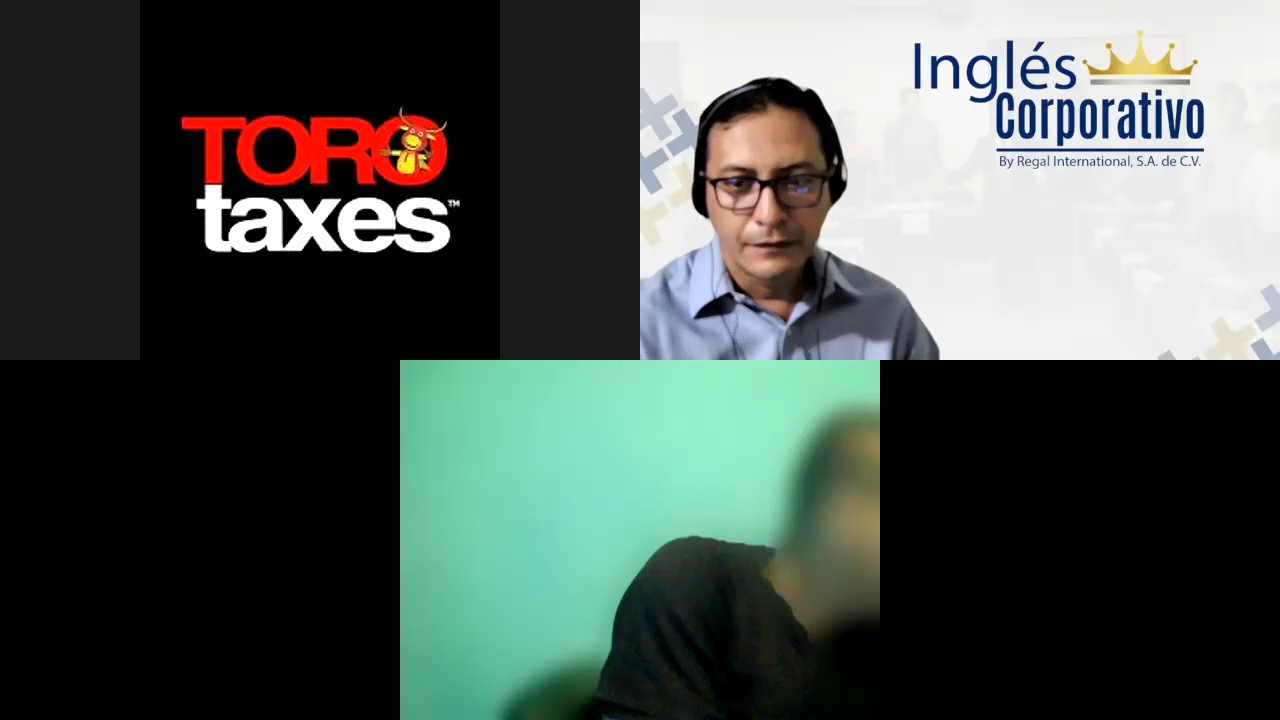 TORO
taxes™
Inglés
Corporativo
By Regal International, S.A. de C.V.